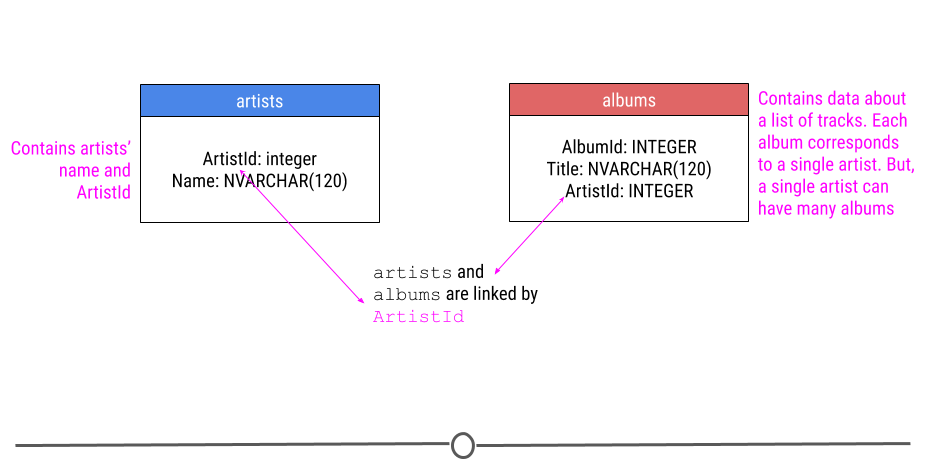 artists
albums
Contains artists'
name and
ArtistId
ArtistId: integer
Name: NVARCHAR(120)
AlbumId: INTEGER
Title: NVARCHAR(120)
ArtistId: INTEGER
Contains data about
a list of tracks. Each
album corresponds
to a single artist. But,
a single artist can
have many albums
artists and
albums are linked by
ArtistId